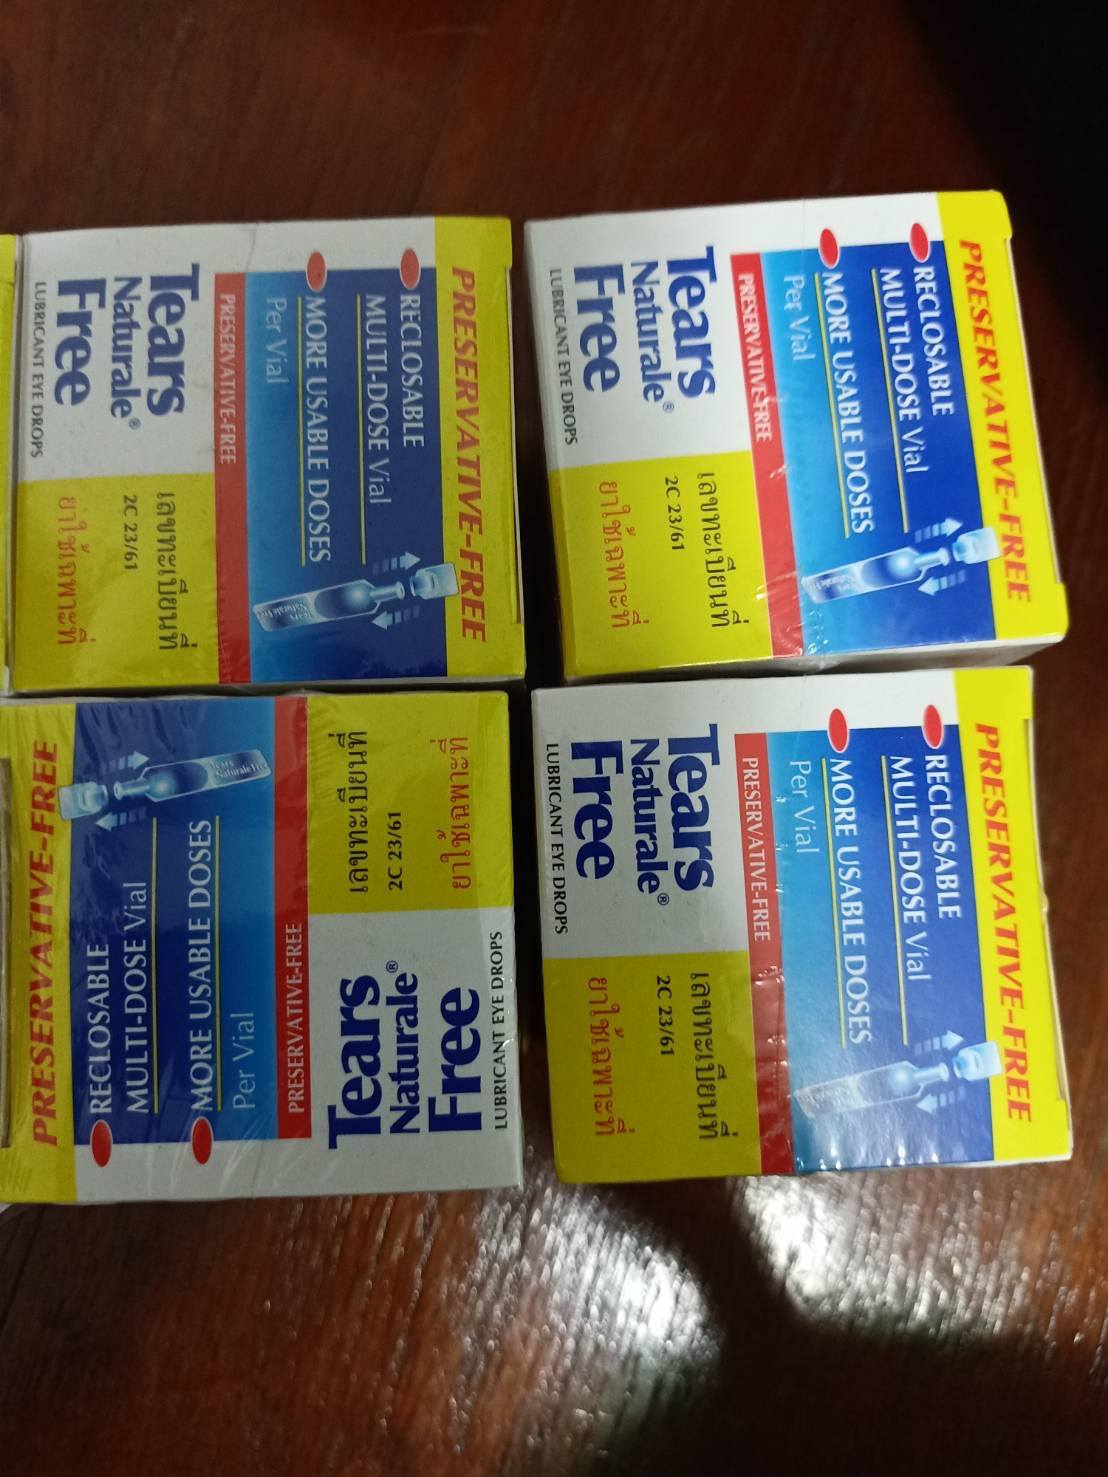 PRESERVATIVE-FREE
RECLOSABLE
MULTI-DOSE Vial
MORE USABLE DOSES
Per Vial
PRESERVATIVE-FREE
Tears
Naturale®
Free
LUBRICANT EYE DROPS
เลขทะเบียนที่
2C 23/61
ยาใช้เฉพาะที่
Tears
Naturale Free
PRESERVATIVE-FREE
RECLOSABLE
MULTI-DOSE Vial
MORE USABLE DOSES
Per Vial
PRESERVATIVE-FREE
Tears
Naturale®
Free
LUBRICANT EYE DROPS
เลขทะเบียนที่
2C 23/61
ยาใช้เฉพาะที่
PRESERVATIVE-FREE
RECLOSABLE
MULTI-DOSE Vial
MORE USABLE DOSES
Per Vial
PRESERVATIVE-FREE
Tears
Naturale®
Free
LUBRICANT EYE DROPS
เลขทะเบียนที่
2C 23/61
ยาใช้เฉพาะที่
Tears
Naturale Free
PRESERVATIVE-FREE
RECLOSABLE
MULTI-DOSE Vial
MORE USABLE DOSES
Per Vial
PRESERVATIVE-FREE
Tears
Naturale®
Free
LUBRICANT EYE DROPS
เลขทะเบียนที่
2C 23/61
ยาใช้เฉพาะที่